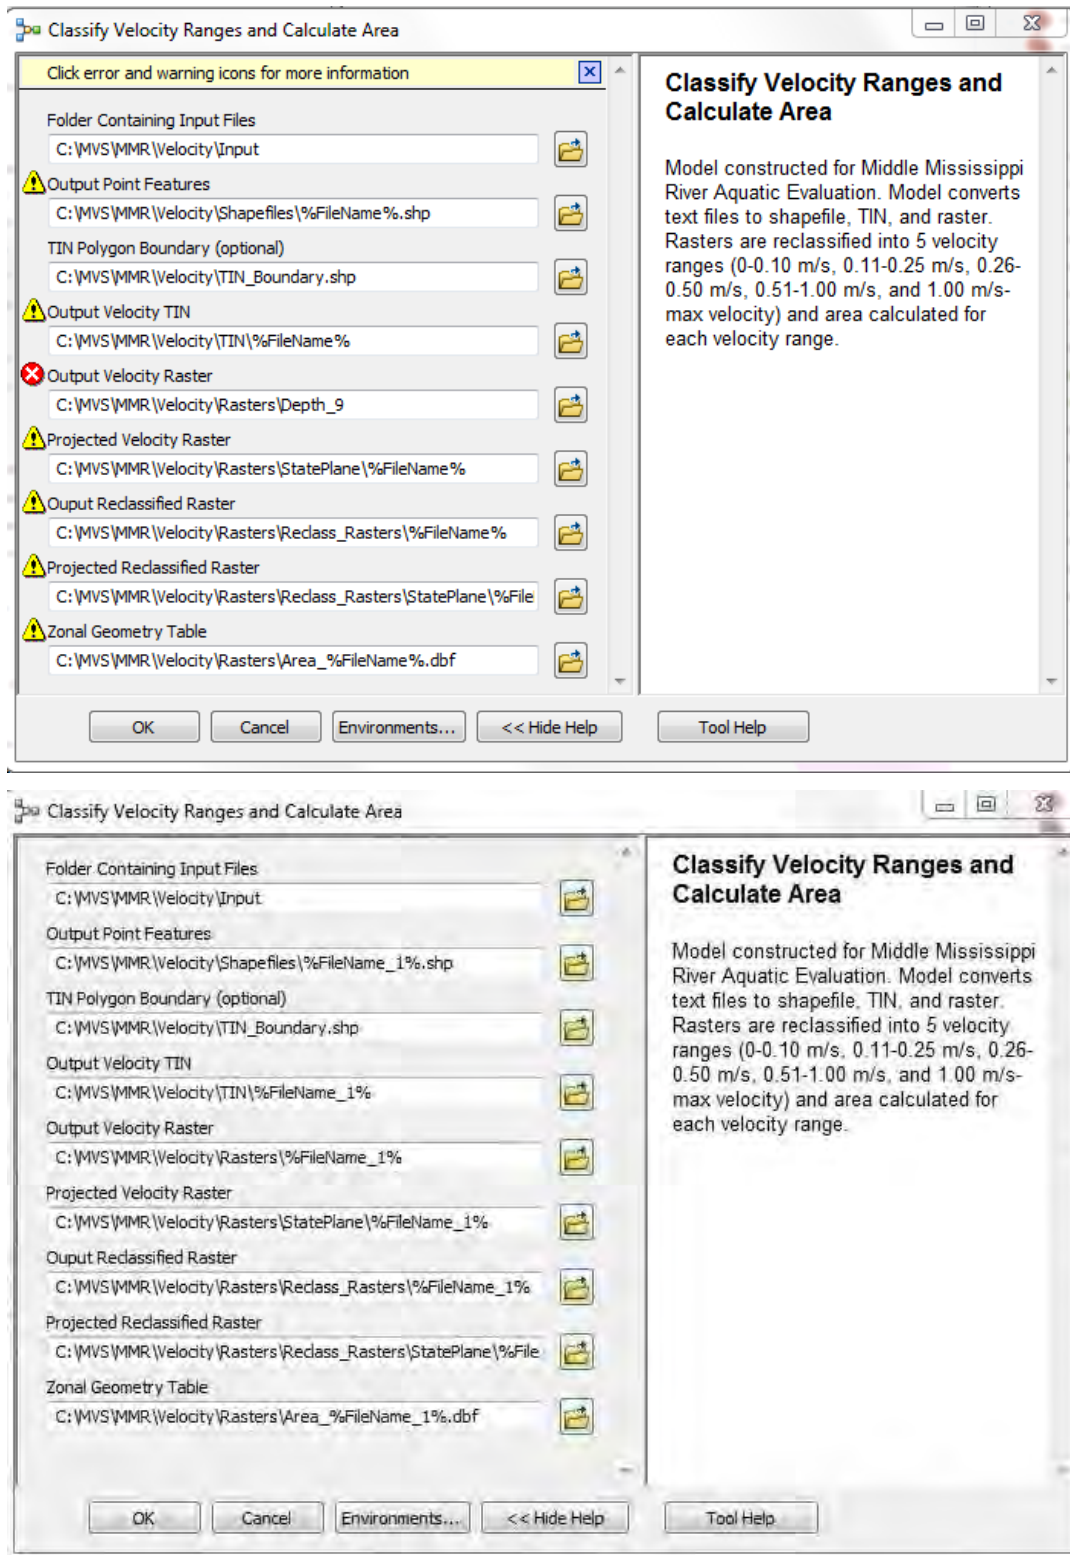 Classify Velocity Ranges and Calculate Area
Click error and warning icons for more information
Folder Containing Input Files
C:\MVS\MMR\Velocity\Input
Output Point Features
C:\MVS\MMR\Velocity\Shapefiles\%FileName%.shp
TIN Polygon Boundary (optional)
C:\MVS\MMR\Velocity\TIN_Boundary.shp
Output Velocity TIN
C:\MVS\MMR\Velocity\TIN\%FileName%
Output Velocity Raster
C:\MVS\MMR\Velocity\Rasters\Depth_9
Projected Velocity Raster
C:\MVS\MMR\Velocity\Rasters\StatePlane\%FileName%
Ouput Reclassified Raster
C:\MVS\MMR\Velocity\Rasters\Reclass_Rasters\%FileName%
Projected Reclassified Raster
C:\MVS\MMR\Velocity\Rasters\Reclass_Rasters\StatePlane\%File
Zonal Geometry Table
C:\MVS\MMR\Velocity\Rasters\Area_%FileName%.dbf
Classify Velocity Ranges and
Calculate Area
Model constructed for Middle Mississippi
River Aquatic Evaluation. Model converts
text files to shapefile, TIN, and raster.
Rasters are reclassified into 5 velocity
ranges (0-0.10 m/s, 0.11-0.25 m/s, 0.26-
0.50 m/s, 0.51-1.00 m/s, and 1.00 m/s-
max velocity) and area calculated for
each velocity range.
OK
Cancel
Environments...
<< Hide Help
Tool Help
Classify Velocity Ranges and Calculate Area
Folder Containing Input Files
C:\MVS\MMR\Velocity\Input
Output Point Features
C:\MVS\MMR\Velocity\Shapefiles\%FileName_1%.shp
TIN Polygon Boundary (optional)
C:\MVS\MMR\Velocity\TIN_Boundary.shp
Output Velocity TIN
C:\MVS\MMR\Velocity\TIN\%FileName_1%
Output Velocity Raster
C:\MVS\MMR\Velocity\Rasters\%FileName_1%
Projected Velocity Raster
C:\MVS\MMR\Velocity\Rasters\StatePlane\%FileName_1%
Ouput Reclassified Raster
C:\MVS\MMR\Velocity\Rasters\Reclass_Rasters\%FileName_1%
Projected Reclassified Raster
C:\MVS\MMR\Velocity\Rasters\Reclass_Rasters\StatePlane\%File
Zonal Geometry Table
C:\MVS\MMR\Velocity\Rasters\Area_%FileName_1%.dbf
Classify Velocity Ranges and
Calculate Area
Model constructed for Middle Mississippi
River Aquatic Evaluation. Model converts
text files to shapefile, TIN, and raster.
Rasters are reclassified into 5 velocity
ranges (0-0.10 m/s, 0.11-0.25 m/s, 0.26-
0.50 m/s, 0.51-1.00 m/s, and 1.00 m/s-
max velocity) and area calculated for
each velocity range.
OK
Cancel
Environments...
<< Hide Help
Tool Help